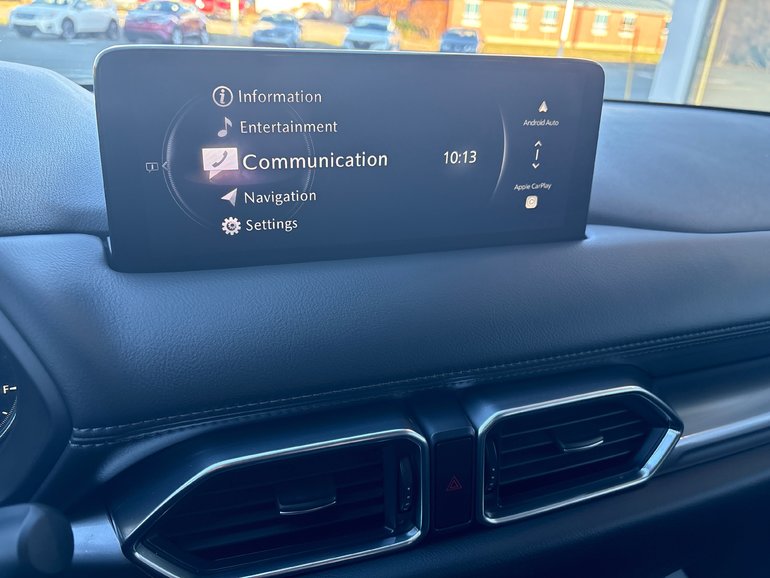 Information
Entertainment
Communication
Navigation
Settings
10:13
Android Auto
Apple CarPlay
F